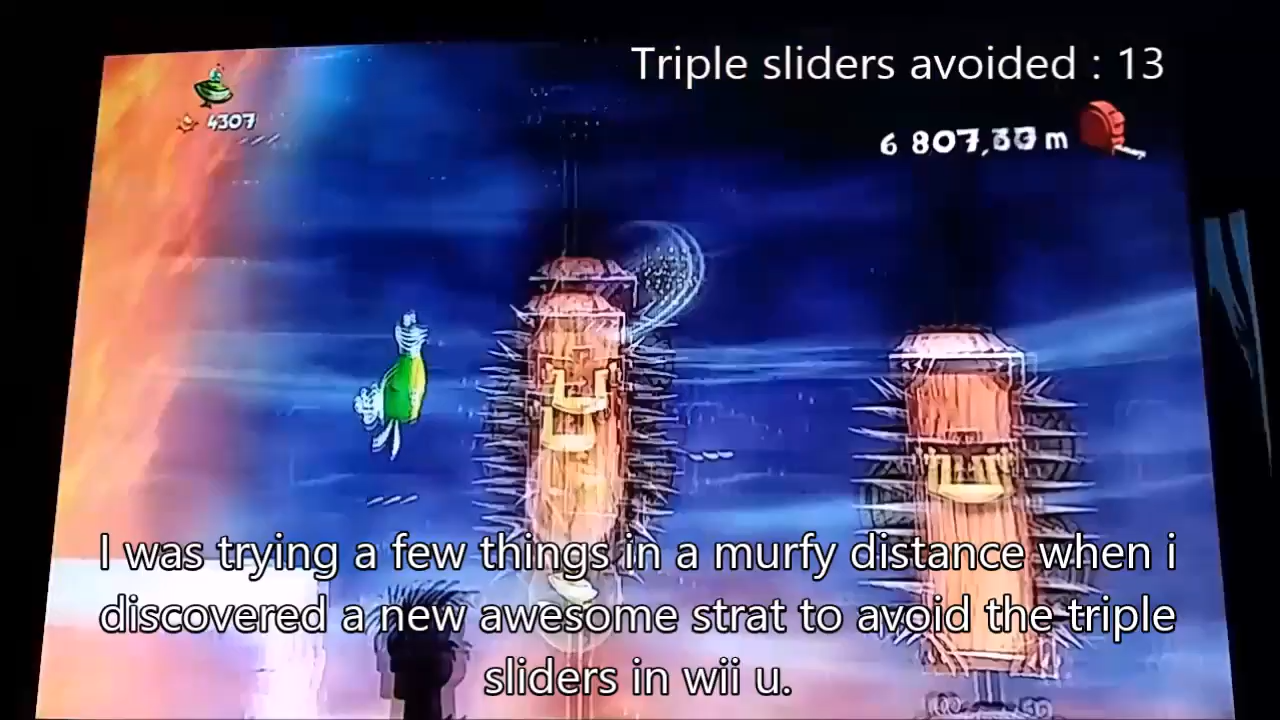 Triple sliders avoided : 13
4307
m
I was trying a few things in a murfy distance when i
discovered a new awesome strat to avoid the triple
sliders in wii u.